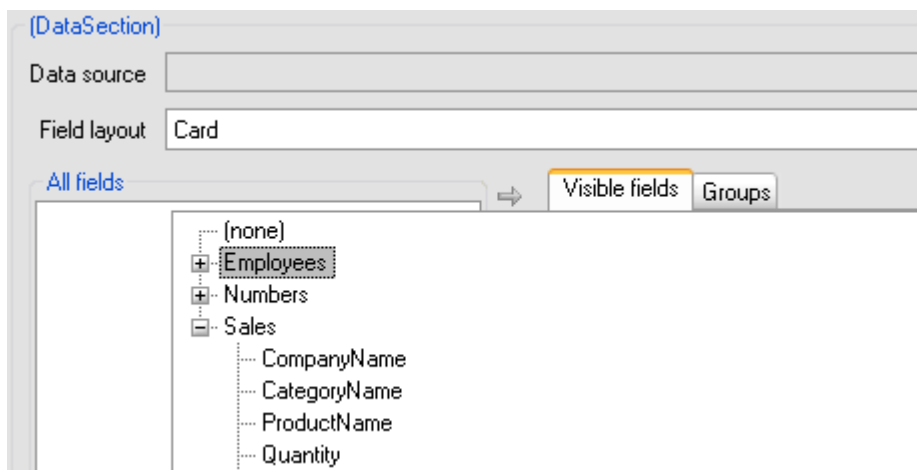 (DataSection)
Data source
Field layout Card
All fields Visible fields Groups
(none)
Employees
Numbers
Sales
CompanyName
CategoryName
ProductName
Quantity